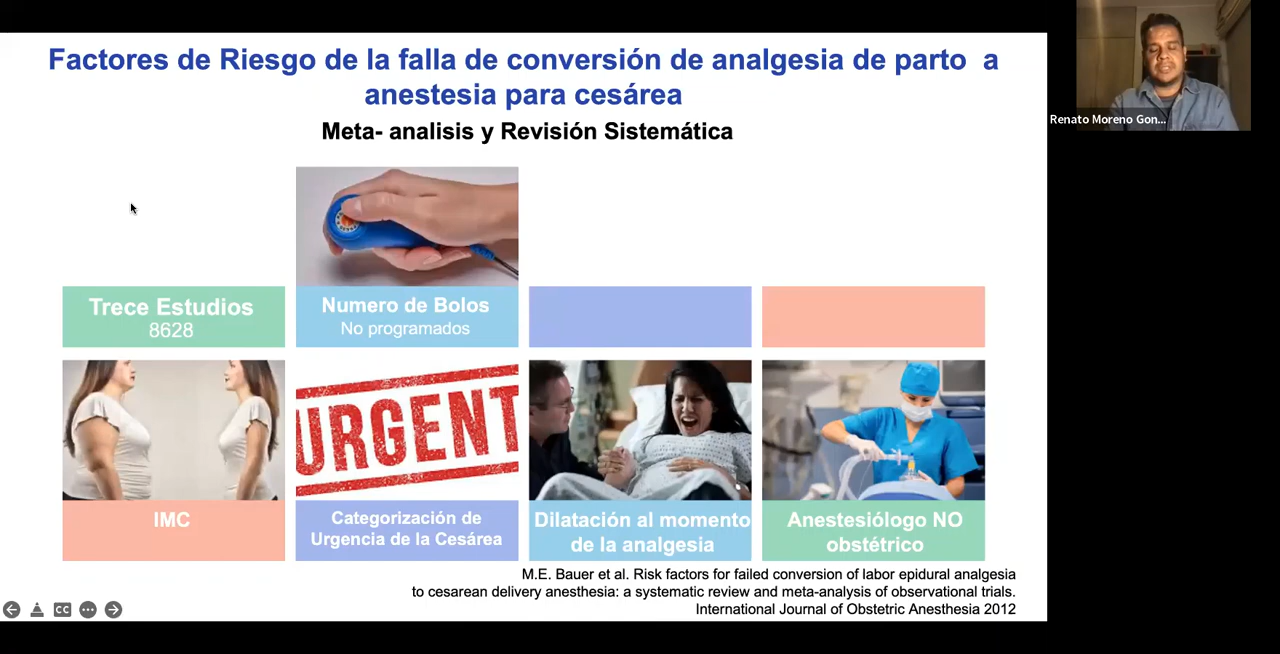 Factores de Riesgo de la falla de conversión de analgesia de parto a
anestesia para cesárea
Meta- analisis y Revisión Sistemática
Renato Moreno Gon...
Trece Estudios
8628
Numero de Bolos
No programados
URGENT
IMC
Categorización de
Urgencia de la Cesárea
Dilatación al momento
de la analgesia
Anestesiólogo NO
obstétrico
M.E. Bauer et al. Risk factors for failed conversion of labor epidural analgesia
to cesarean delivery anesthesia: a systematic review and meta-analysis of observational trials.
International Journal of Obstetric Anesthesia 2012
CC